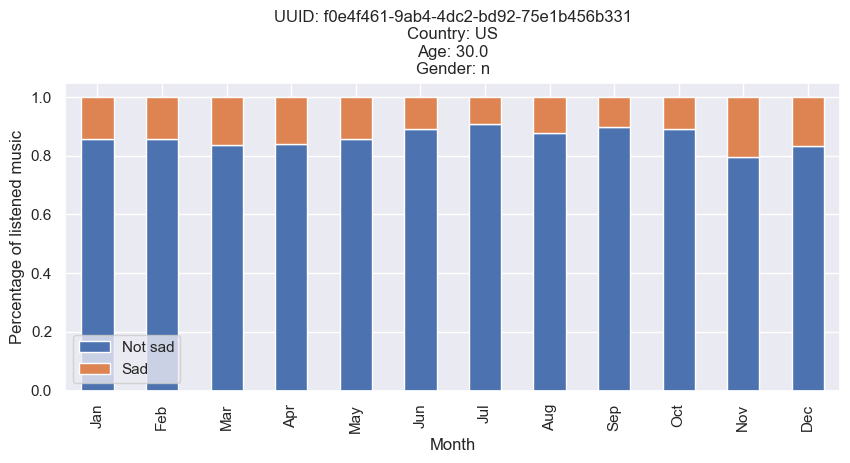 UUID: f0e4f461-9ab4-4dc2-bd92-75e1b456b331
Country: US
Age: 30.0
Gender: n
Percentage of listened music
1.0
0.8
0.6
0.4
0.2
0.0
Not sad
Sad
Jan
Feb
Mar
Apr
May
Jun
Jul
Aug
Sep
Oct
Nov
Dec
Month